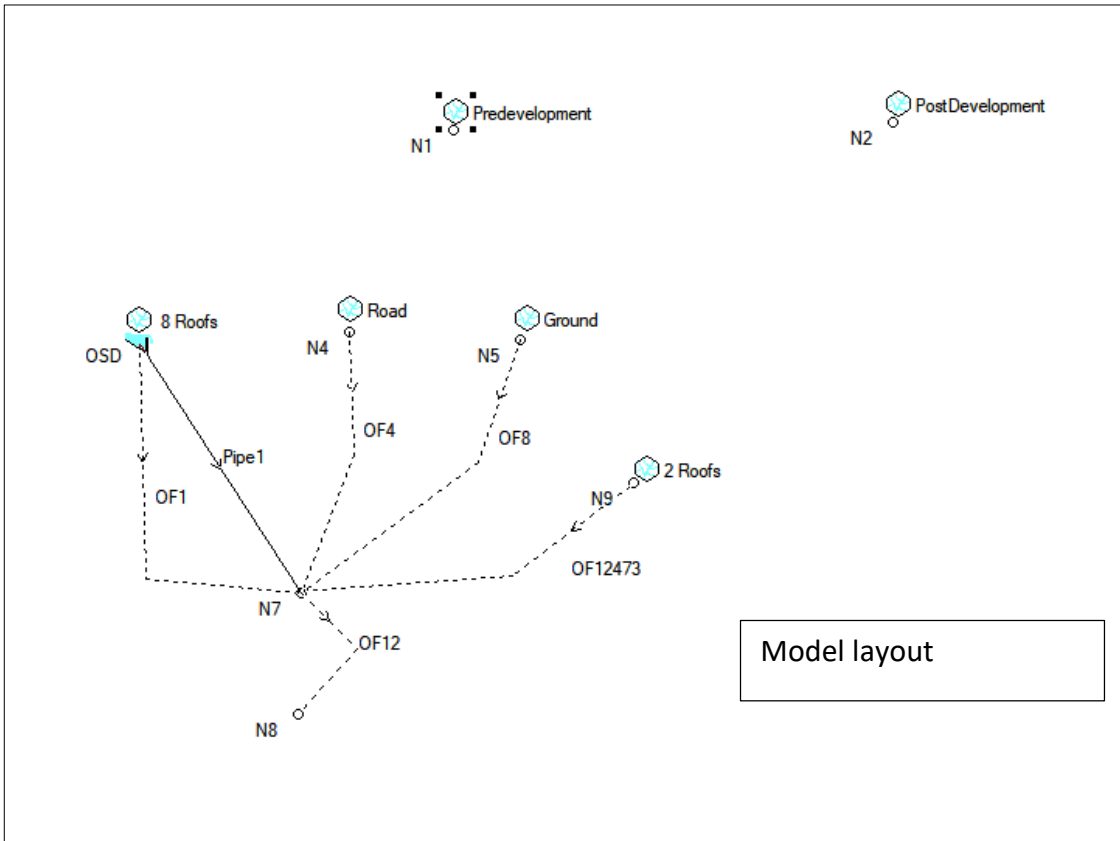 Predevelopment
N1
PostDevelopment
N2
8 Roofs
OSD
Road
N4
Ground
N5
OF4
OF8
Pipe1
OF1
2 Roofs
N9
OF12473
N7
OF12
Model layout
N8